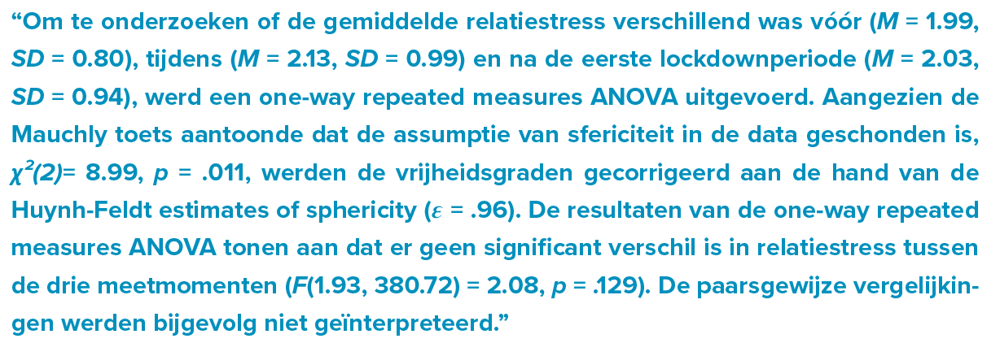 “Om te onderzoeken of de gemiddelde relatiestress verschillend was vóór (M = 1.99,
SD = 0.80), tijdens (M = 2.13, SD = 0.99) en na de eerste lockdownperiode (M = 2.03,
SD = 0.94), werd een one-way repeated measures ANOVA uitgevoerd. Aangezien de
Mauchly toets aantoonde dat de assumptie van sfericiteit in de data geschonden is,
χ²(2)= 8.99, p = .011, werden de vrijheidsgraden gecorrigeerd aan de hand van de
Huynh-Feldt estimates of sphericity (ε = .96). De resultaten van de one-way repeated
measures ANOVA tonen aan dat er geen significant verschil is in relatiestress tussen
de drie meetmomenten (F(1.93, 380.72) = 2.08, p = .129). De paarsgewijze vergelijkin-
gen werden bijgevolg niet geïnterpreteerd.”